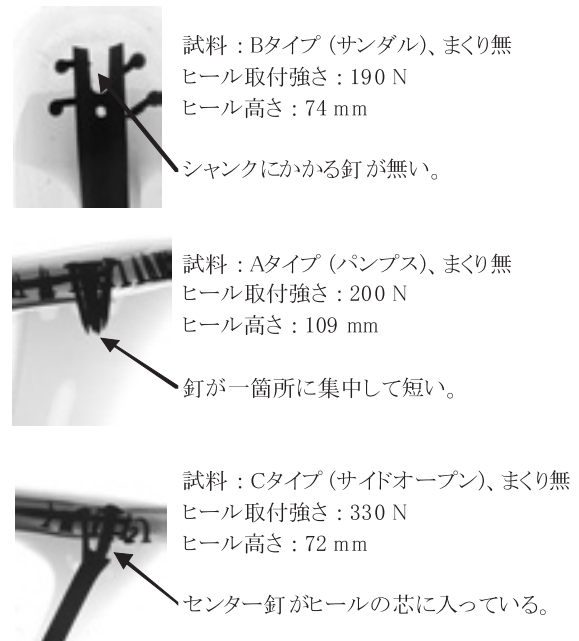 試料：Bタイプ（サンダル）、まくり無
ヒール取付強さ：190 N
ヒール高さ：74 mm
シャンクにかかる釘が無い。
試料：Aタイプ（パンプス）、まくり無
ヒール取付強さ：200 N
ヒール高さ：109 mm
釘が一箇所に集中して短い。
試料：Cタイプ（サイドオープン）、まくり無
ヒール取付強さ：330 N
ヒール高さ：72 mm
センター釘がヒールの芯に入っている。